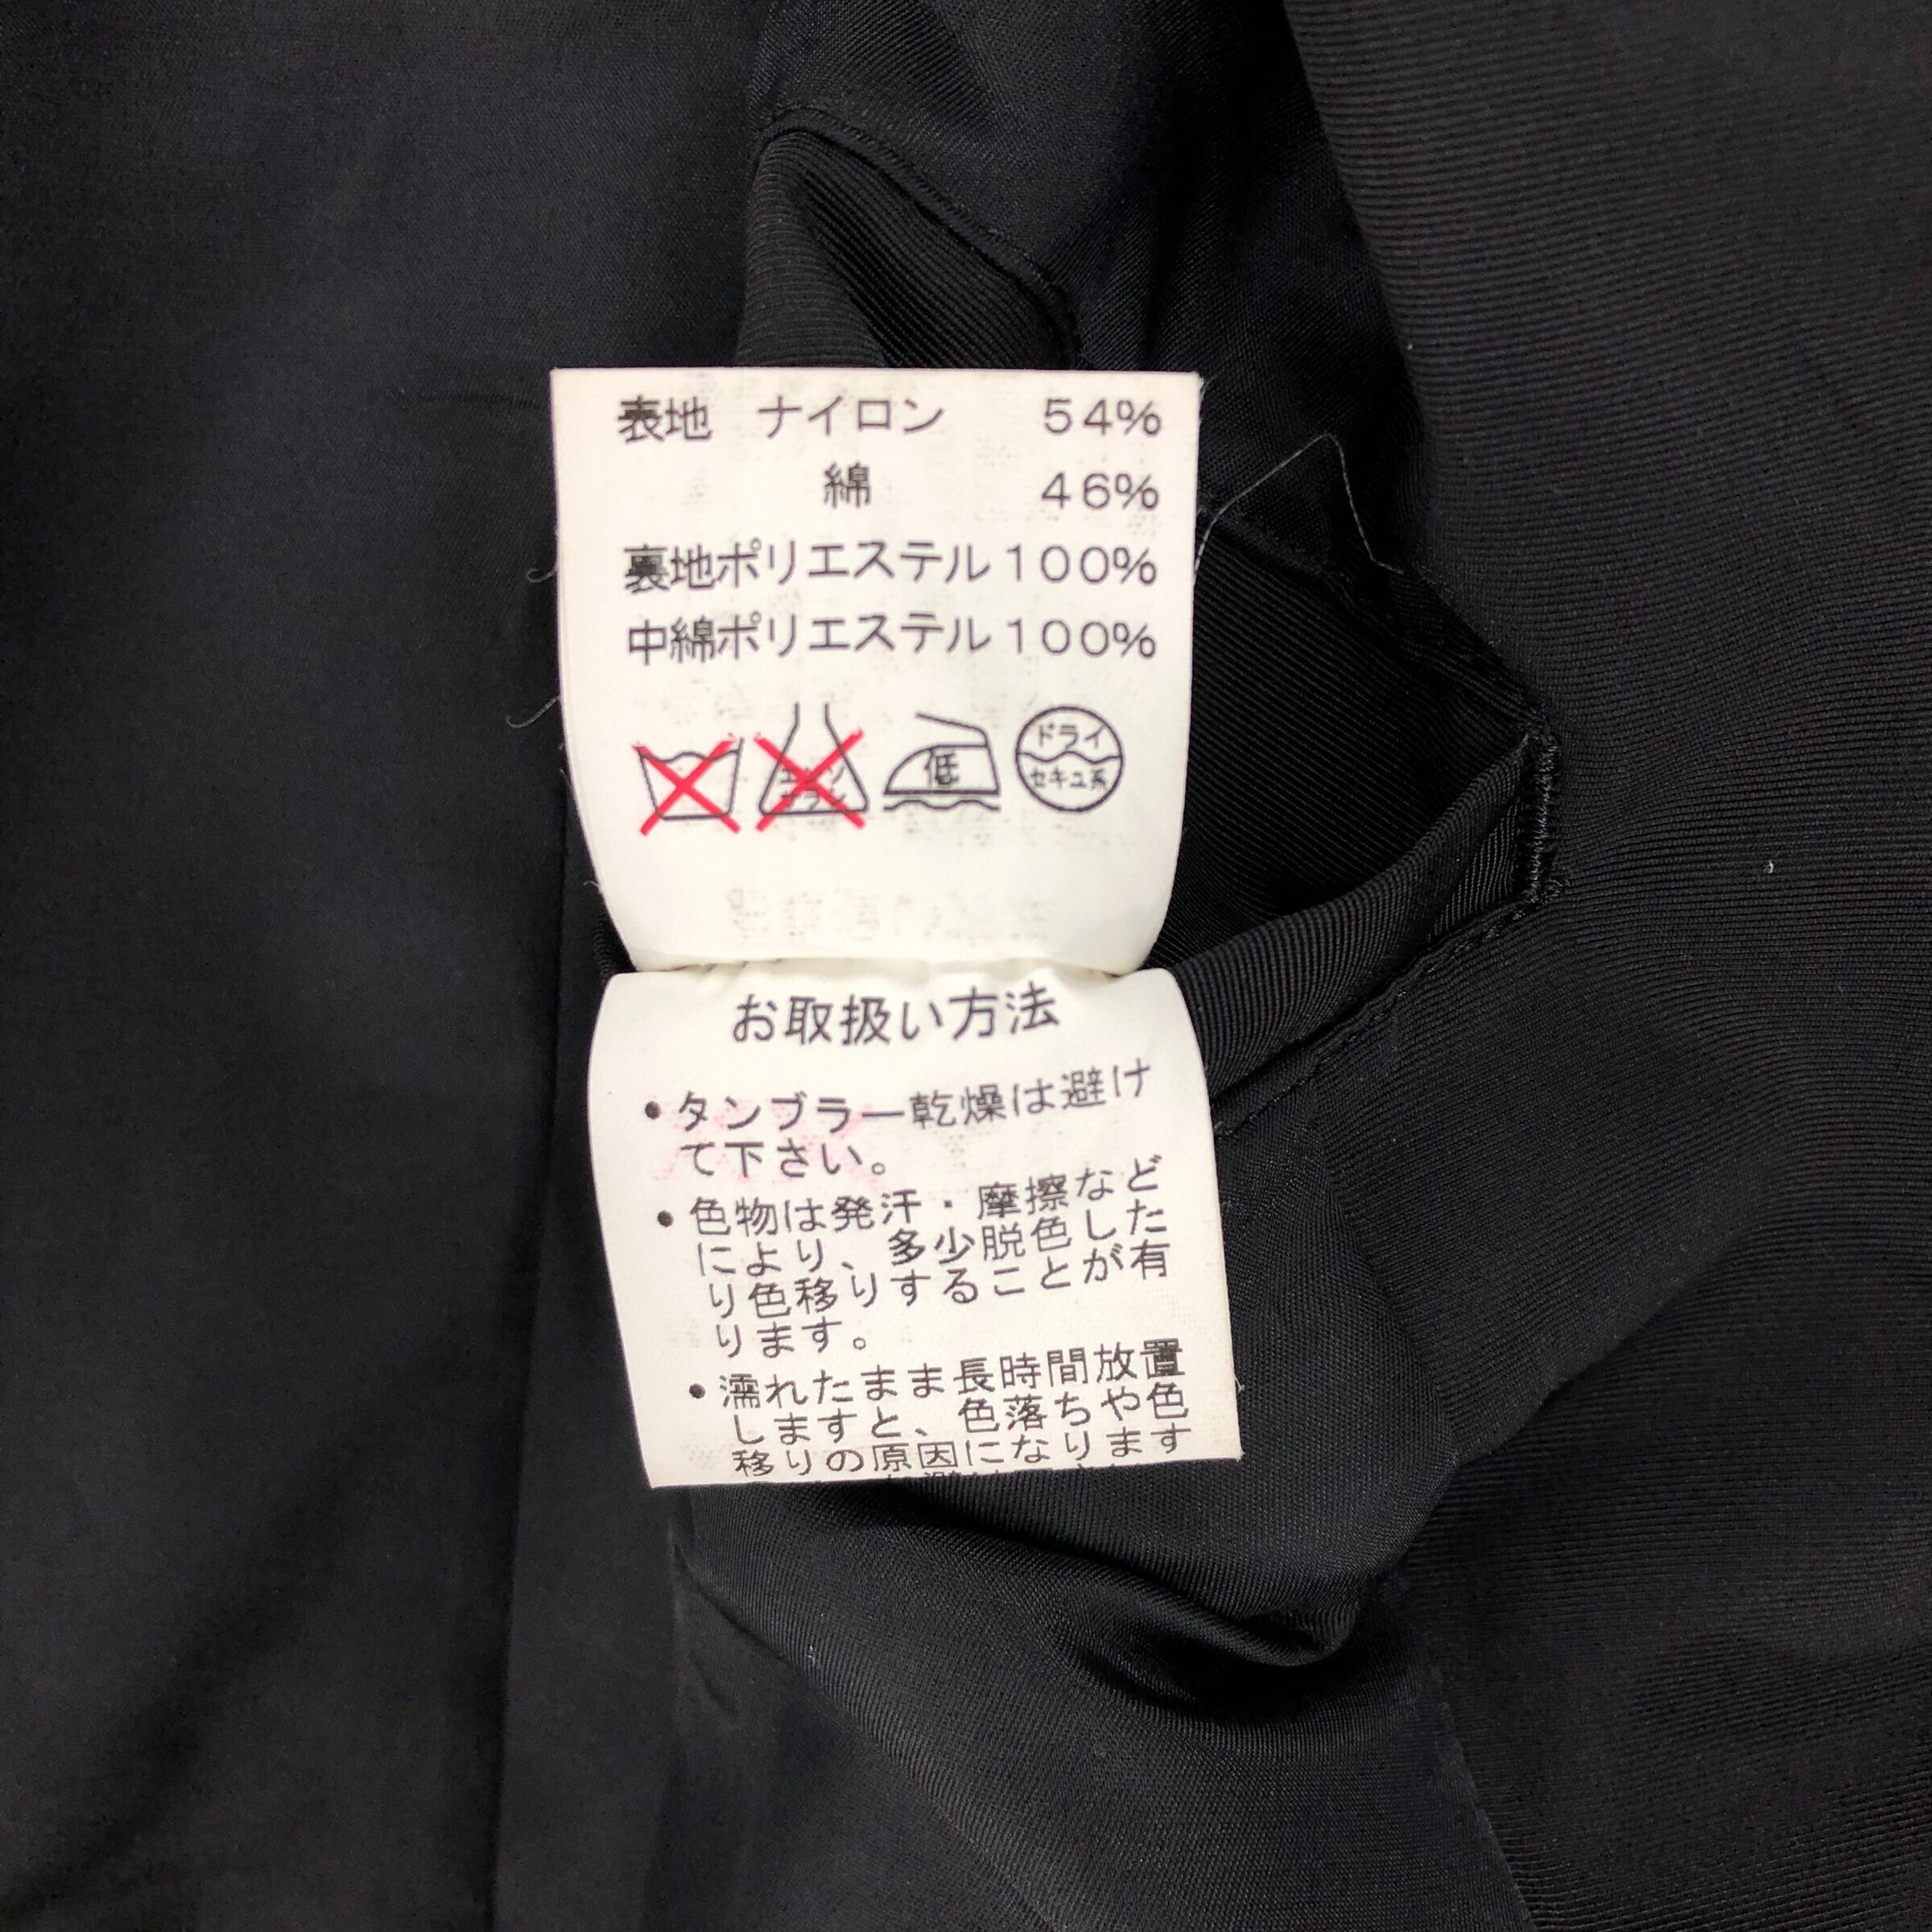 表地 ナイロン 54%
綿 46%
裏地ポリエステル100%
中綿ポリエステル100%
低
ドライ
セキユ系
お取扱い方法
•タンブラー乾燥は避け
て下さい。
•色物は発汗・摩擦など
により、多少脱色した
り色移りすることが有
ります。
•濡れたまま長時間放置
しますと、色落ちや色
移りの原因になります